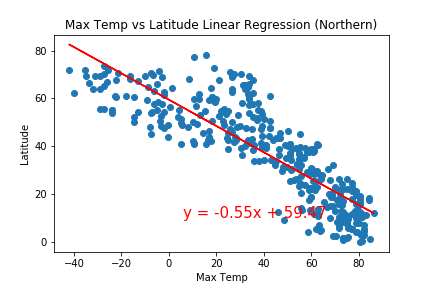 Max Temp vs Latitude Linear Regression (Northern)
80
60
40
20
0
Latitude
y = -0.55x + 59.47
−40 −20 0 20 40 60 80
Max Temp